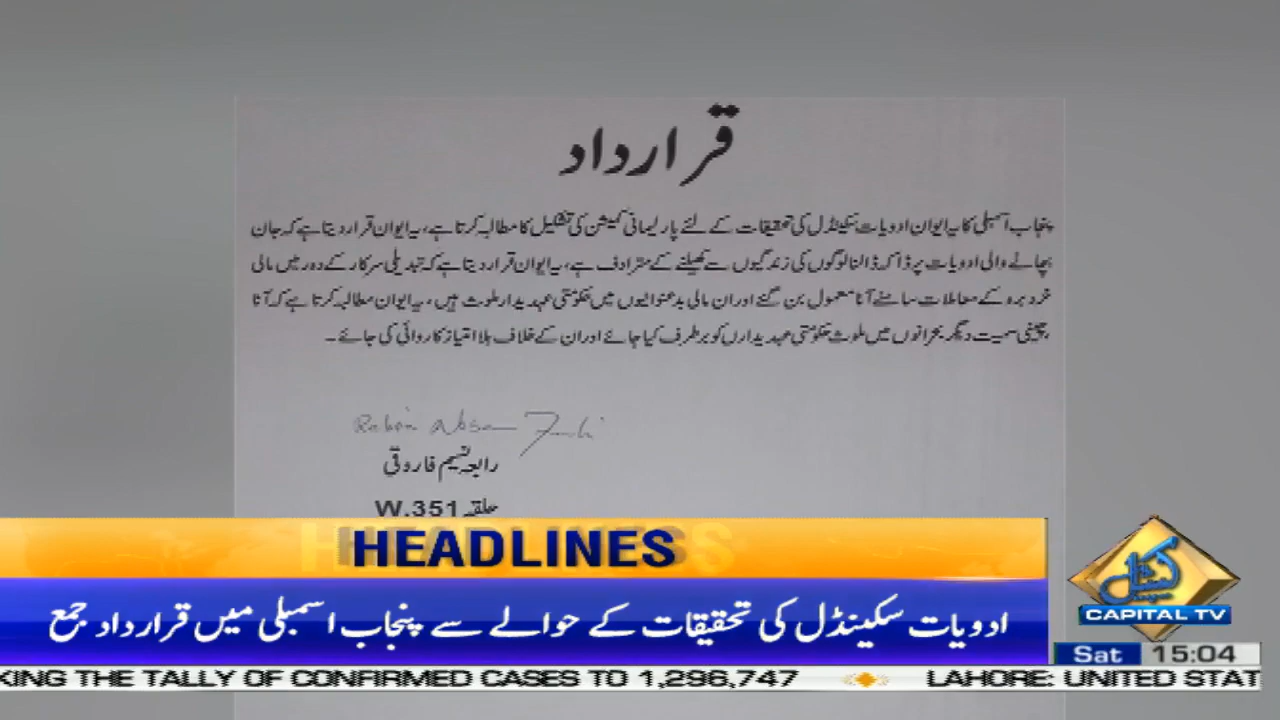 قرارداد
پنجاب اسمبلی کا یہ ایوان ادویات سکینڈل کی تحقیقات کے لئے پارلیمانی کمیشن کی تشکیل کا مطالبہ کرتا ہے، یہ ایوان قرار دیتا ہے کہ جان
بچانے والی ادویات پر ڈاکہ ڈالنا لوگوں کی زندگیوں سے کھیلنے کے مترادف ہے، یہ ایوان قرار دیتا ہے کہ تبدیلی سرکار کے دور میں مالی
خردبرد کے معاملات سامنے آنا معمول بن گئے اور ان مالی بدعنوانیوں میں حکومتی عہدیدار ملوث ہیں، یہ ایوان مطالبہ کرتا ہے کہ آٹا
چینی سمیت دیگر بحرانوں میں ملوث حکومتی عہدیداروں کو برطرف کیا جائے اور ان کے خلاف بلاامتیاز کاروائی کی جائے۔
رابعہ نسیم فاروقی
حلقہ W.351
HEADLINES
ادویات سکینڈل کی تحقیقات کے حوالے سے پنجاب اسمبلی میں قرارداد جمع
کیپیٹل
CAPITAL TV
Sat 15:04
KING THE TALLY OF CONFIRMED CASES TO 1,296,747 LAHORE: UNITED STAT